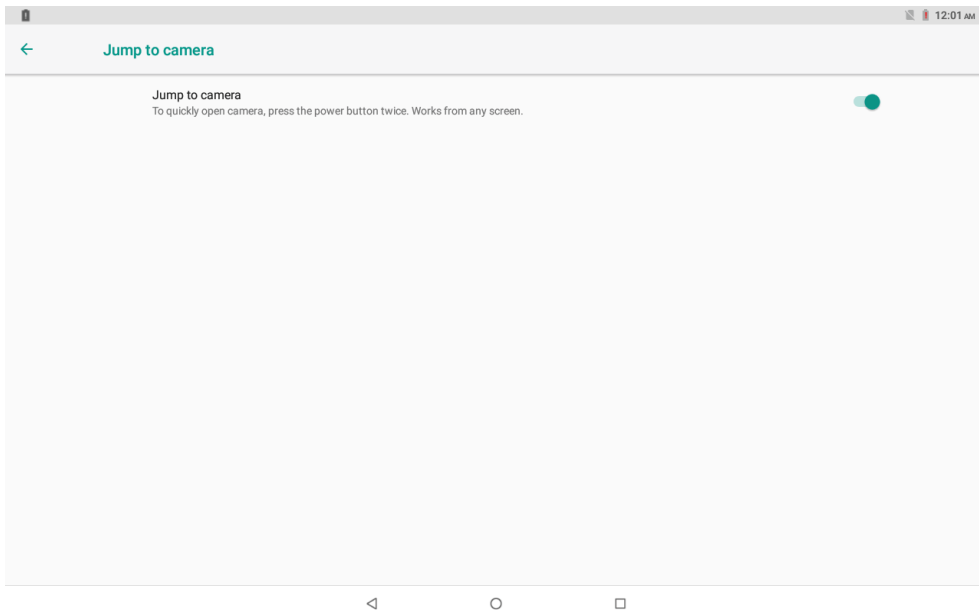 12:01 AM
Jump to camera
Jump to camera
To quickly open camera, press the power button twice. Works from any screen.